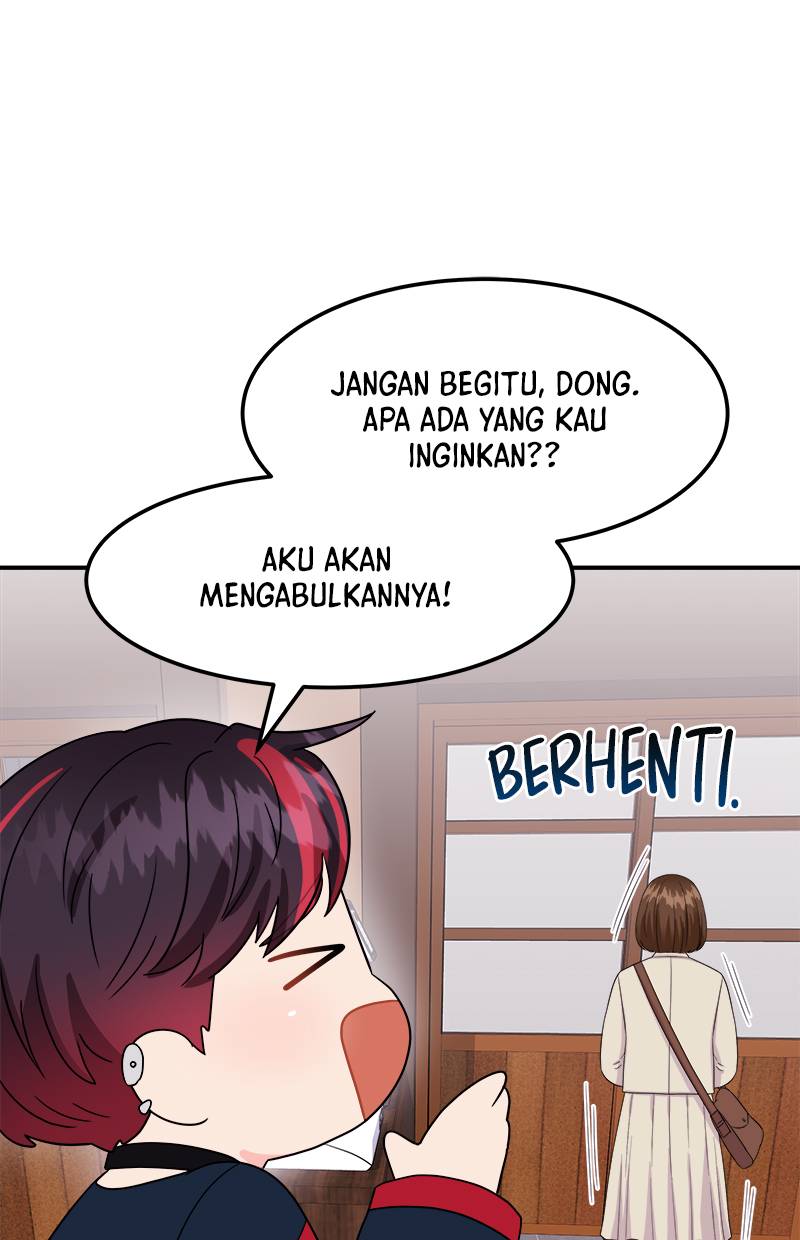 JANGAN BEGITU, DONG.
APA ADA YANG KAU
INGINKAN??
AKU AKAN
MENGABULKANNYA!
BERHENTI.